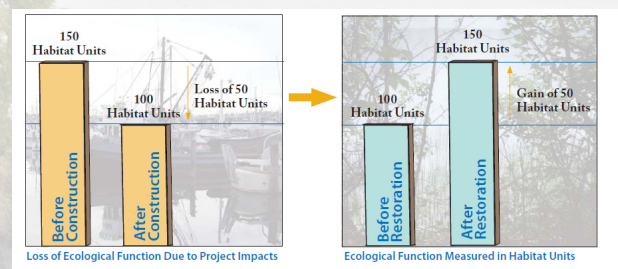 150
Habitat Units
100
Habitat Units
Loss of 50
Habitat Units
Before
Construction
After
Construction
Loss of Ecological Function Due to Project Impacts
150
Habitat Units
100
Habitat Units
Gain of 50
Habitat Units
Before
Restoration
After
Restoration
Ecological Function Measured in Habitat Units